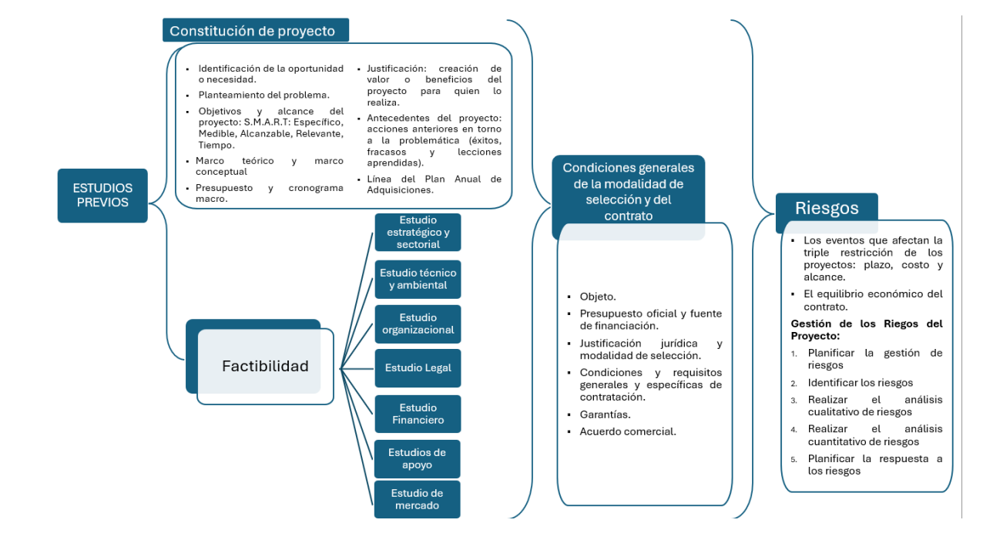 Constitución de proyecto
▪ Identificación de la oportunidad
o necesidad.
▪ Planteamiento del problema.
▪ Objetivos y alcance del
proyecto: S.M.A.R.T: Específico,
Medible, Alcanzable, Relevante,
Tiempo.
▪ Marco teórico y marco
conceptual
▪ Presupuesto y cronograma
macro.
▪ Justificación: creación de
valor o beneficios del
proyecto para quien lo
realiza.
▪ Antecedentes del proyecto:
acciones anteriores en torno
a la problemática (éxitos,
fracasos y lecciones
aprendidas).
▪ Línea del Plan Anual de
Adquisiciones.
ESTUDIOS
PREVIOS
Factibilidad
Estudio
estratégico y
sectorial
Estudio técnico
y ambiental
Estudio
organizacional
Estudio Legal
Estudio
Financiero
Estudios de
apoyo
Estudio de
mercado
Condiciones generales
de la modalidad de
selección y del
contrato
▪ Objeto.
▪ Presupuesto oficial y fuente
de financiación.
▪ Justificación jurídica y
modalidad de selección.
▪ Condiciones y requisitos
generales y específicas de
contratación.
▪ Garantías.
▪ Acuerdo comercial.
Riesgos
▪ Los eventos que afectan la
triple restricción de los
proyectos: plazo, costo y
alcance.
▪ El equilibrio económico del
contrato.
Gestión de los Riegos del
Proyecto:
1. Planificar la gestión de
riesgos
2. Identificar los riesgos
3. Realizar el análisis
cualitativo de riesgos
4. Realizar el análisis
cuantitativo de riesgos
5. Planificar la respuesta a
los riesgos